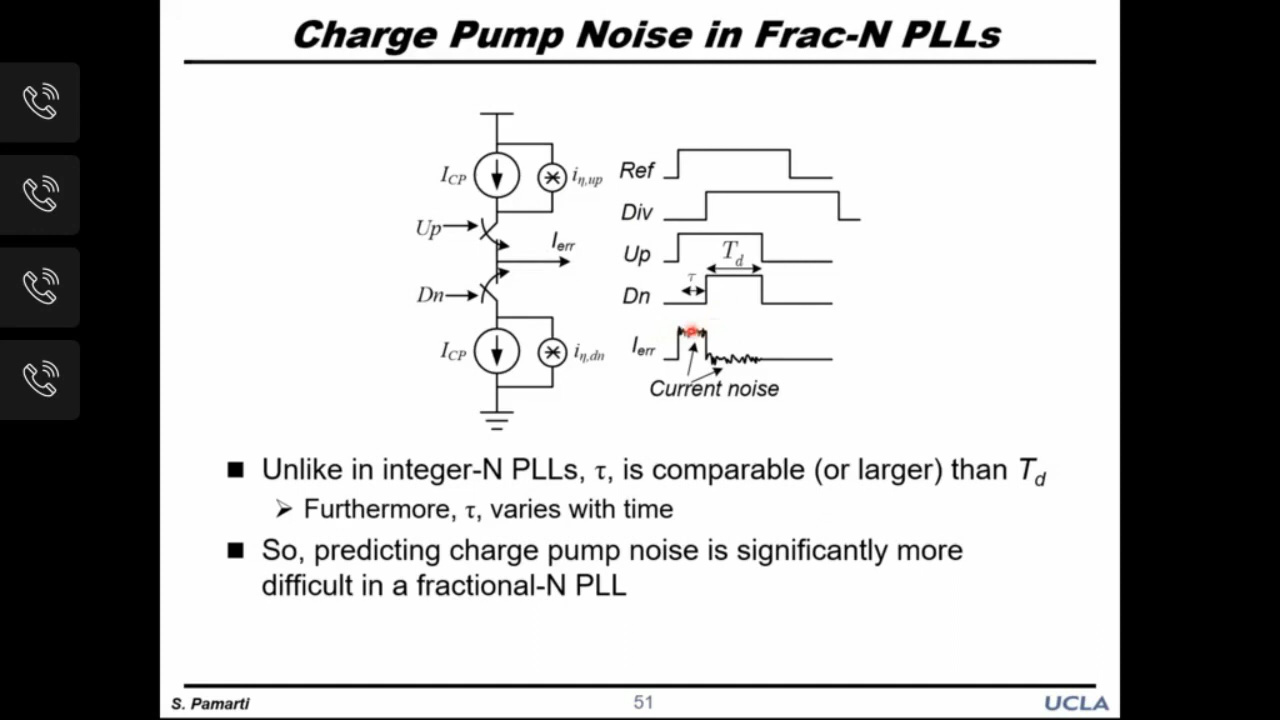 Charge Pump Noise in Frac-N PLLs
I_CP
i_η,up
Up
I_err
Dn
I_CP
i_η,dn
Ref
Div
Up
T_d
τ
Dn
I_err
Current noise
■ Unlike in integer-N PLLs, τ, is comparable (or larger) than T_d
➢ Furthermore, τ, varies with time
■ So, predicting charge pump noise is significantly more
difficult in a fractional-N PLL
S. Pamarti
51
UCLA